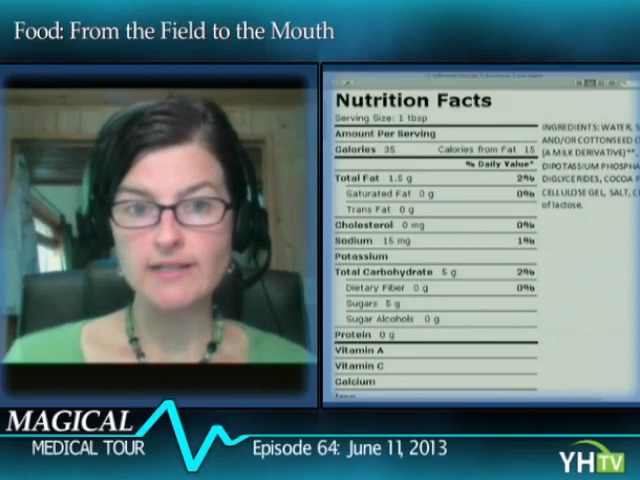 Food: From the Field to the Mouth
Nutrition Facts
Serving Size: 1 tbsp
Amount Per Serving
Calories 35 Calories from Fat 15
% Daily Value*
Total Fat 1.5 g 2%
Saturated Fat 0 g 0%
Trans Fat 0 g
Cholesterol 0 mg 0%
Sodium 15 mg 1%
Potassium
Total Carbohydrate 5 g 2%
Dietary Fiber 0 g 0%
Sugars 5 g
Sugar Alcohols 0 g
Protein 0 g
Vitamin A
Vitamin C
Calcium
INGREDIENTS: WATER, S
AND/OR COTTONSEED O
(A MILK DERIVATIVE)**,
DIPOTASSIUM PHOSPHA
DIGLYCERIDES, COCOA P
CELLULOSE GEL, SALT, C
of lactose.
MAGICAL
MEDICAL TOUR
Episode 64: June 11, 2013
YHTV